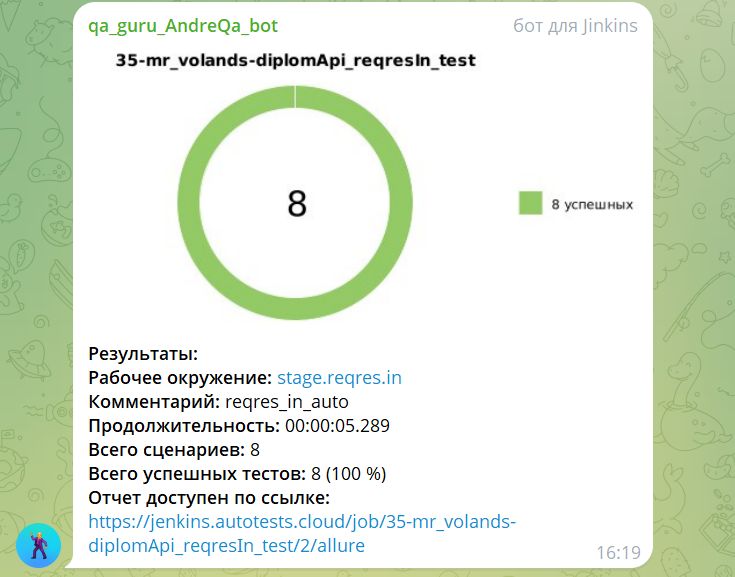 qa_guru_AndreQa_bot бот для Jinkins
35-mr_volands-diplomApi_reqresIn_test
8
8 успешных
Результаты:
Рабочее окружение: stage.reqres.in
Комментарий: reqres_in_auto
Продолжительность: 00:00:05.289
Всего сценариев: 8
Всего успешных тестов: 8 (100 %)
Отчет доступен по ссылке:
https://jenkins.autotests.cloud/job/35-mr_volands-
diplomApi_reqresIn_test/2/allure
16:19